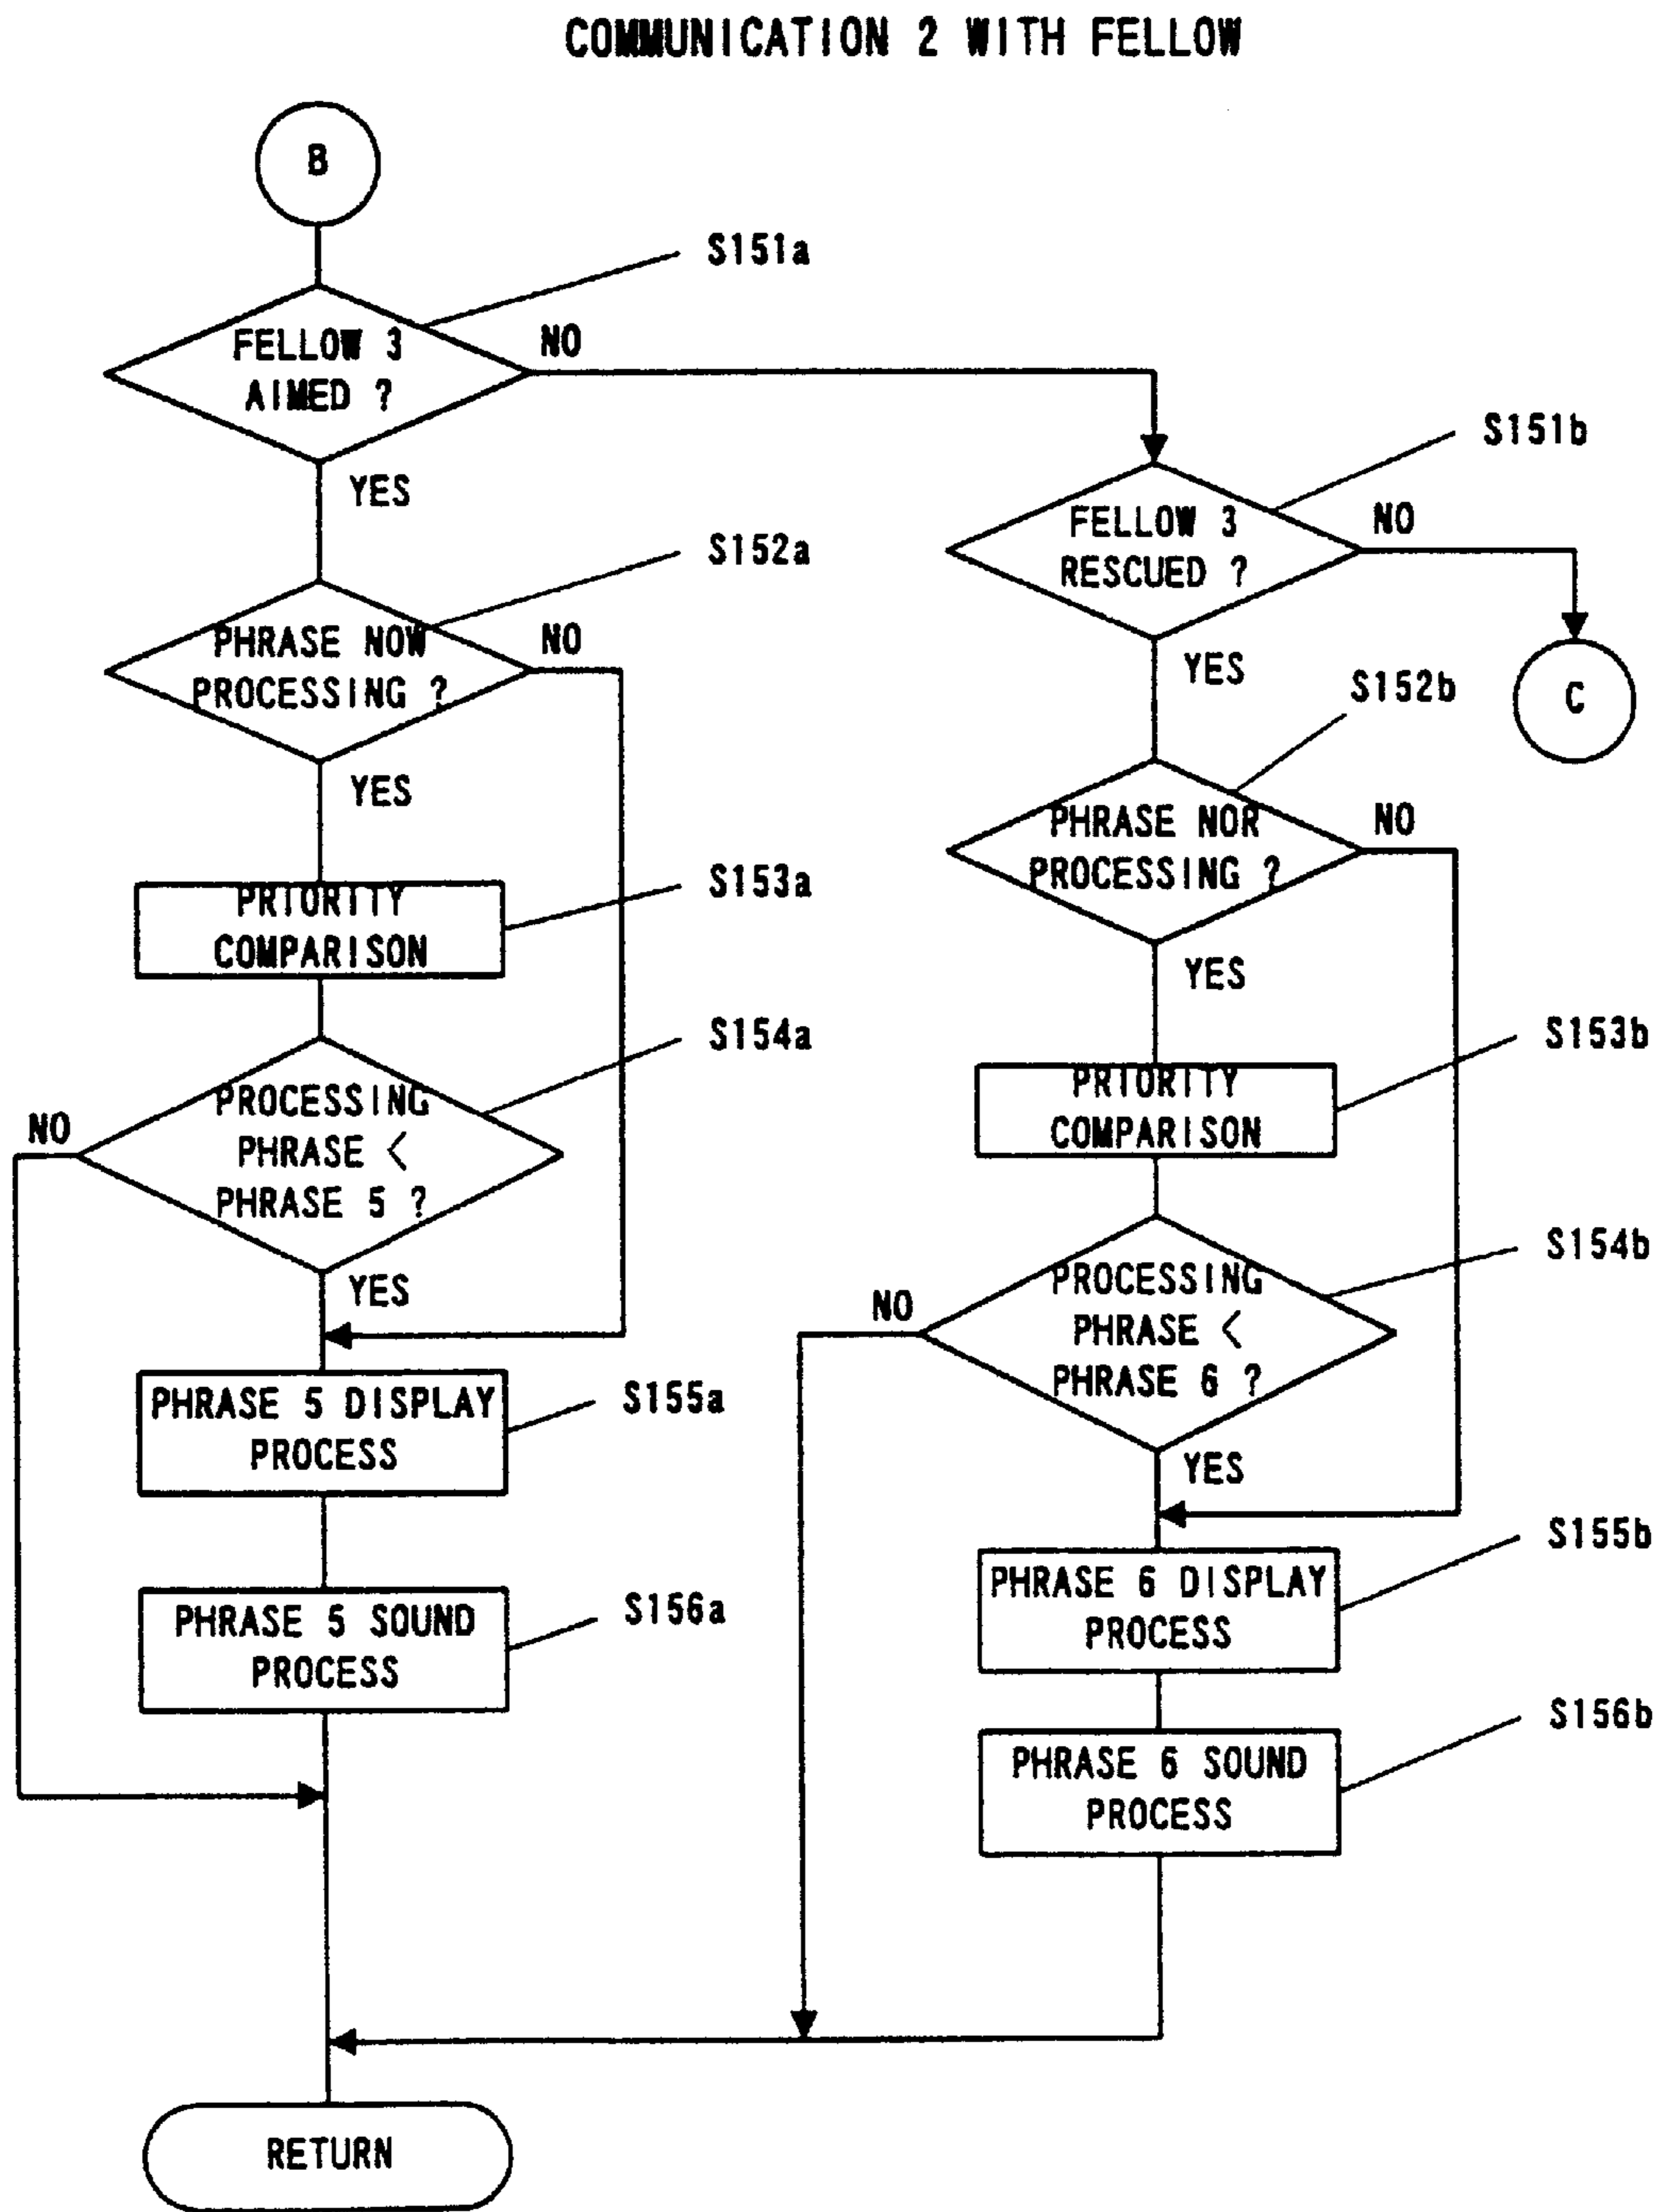 COMMUNICATION 2 WITH FELLOW
B
S151a
FELLOW 3
AIMED ?
NO
YES
S152a
PHRASE NOW
PROCESSING ?
NO
YES
S153a
PRIORITY
COMPARISON
S154a
PROCESSING
PHRASE <
PHRASE 5 ?
NO
YES
PHRASE 5 DISPLAY
PROCESS
S155a
PHRASE 5 SOUND
PROCESS
S156a
S151b
FELLOW 3
RESCUED ?
NO
C
YES
S152b
PHRASE NOR
PROCESSING ?
NO
YES
S153b
PRIORITY
COMPARISON
S154b
PROCESSING
PHRASE <
PHRASE 6 ?
NO
YES
S155b
PHRASE 6 DISPLAY
PROCESS
S156b
PHRASE 6 SOUND
PROCESS
RETURN